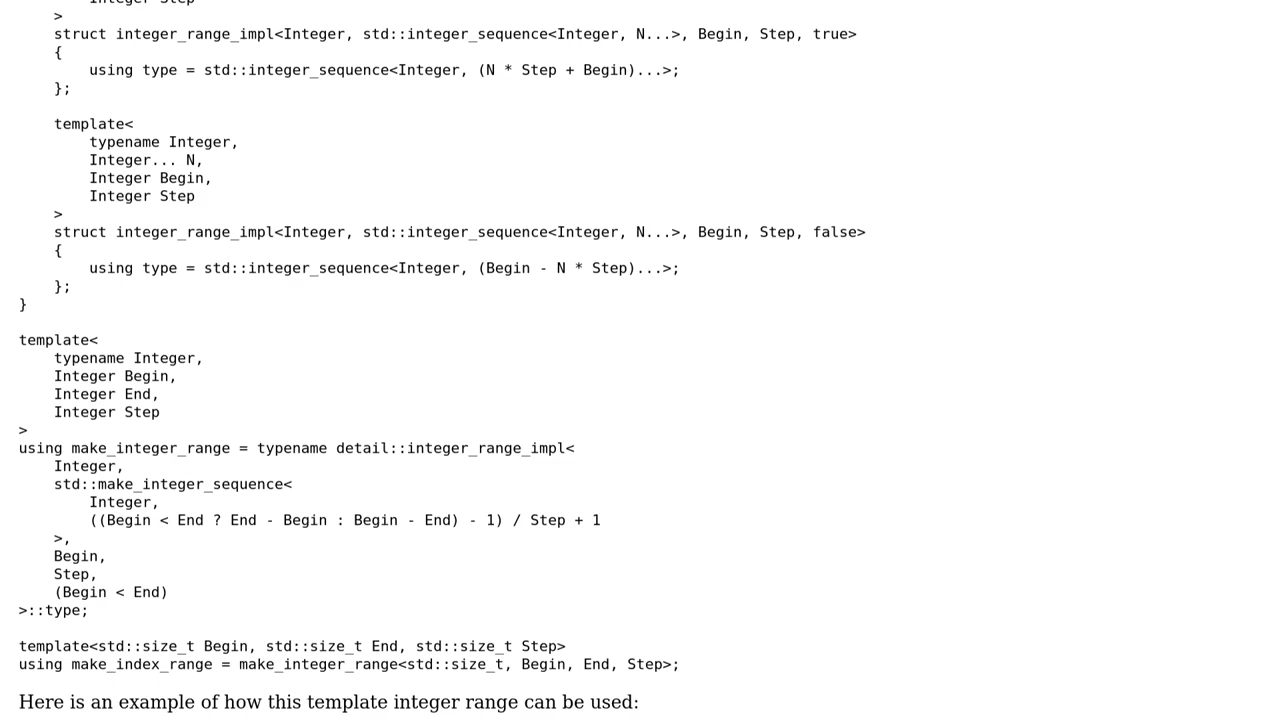 Integer Step
    >
    struct integer_range_impl<Integer, std::integer_sequence<Integer, N...>, Begin, Step, true>
    {
        using type = std::integer_sequence<Integer, (N * Step + Begin)...>;
    };

    template<
        typename Integer,
        Integer... N,
        Integer Begin,
        Integer Step
    >
    struct integer_range_impl<Integer, std::integer_sequence<Integer, N...>, Begin, Step, false>
    {
        using type = std::integer_sequence<Integer, (Begin - N * Step)...>;
    };
}

template<
    typename Integer,
    Integer Begin,
    Integer End,
    Integer Step
>
using make_integer_range = typename detail::integer_range_impl<
    Integer,
    std::make_integer_sequence<
        Integer,
        ((Begin < End ? End - Begin : Begin - End) - 1) / Step + 1
    >,
    Begin,
    Step,
    (Begin < End)
>::type;

template<std::size_t Begin, std::size_t End, std::size_t Step>
using make_index_range = make_integer_range<std::size_t, Begin, End, Step>;

Here is an example of how this template integer range can be used: